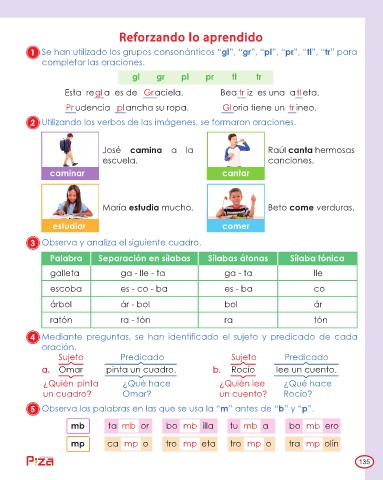 Reforzando lo aprendido
1 Se han utilizado los grupos consonánticos “gl”, “gr”, “pl”, “pr”, “tl”, “tr” para
completar las oraciones.
gl gr pl pr tl tr
Esta regla es de Graciela. Beatriz es una atleta.
Prudencia plancha su ropa. Gloria tiene un trineo.
2 Utilizando los verbos de las imágenes, se formaron oraciones.
José camina a la
escuela.
caminar
Raúl canta hermosas
canciones.
cantar
María estudia mucho.
estudiar
Beto come verduras.
comer
3 Observa y analiza el siguiente cuadro.
Palabra Separación en sílabas Sílabas átonas Sílaba tónica
galleta ga - lle - ta ga - ta lle
escoba es - co - ba es - ba co
árbol ár - bol bol ár
ratón ra - tón ra tón
4 Mediante preguntas, se han identificado el sujeto y predicado de cada
oración.
Sujeto Predicado Sujeto Predicado
a. Omar pinta un cuadro. b. Rocío lee un cuento.
¿Quién pinta ¿Qué hace ¿Quién lee ¿Qué hace
un cuadro? Omar? un cuento? Rocío?
5 Observa las palabras en las que se usa la “m” antes de “b” y “p”.
mb ta mb or bo mb illa tu mb a bo mb ero
mp ca mp o tro mp eta tro mp o tra mp olín
135